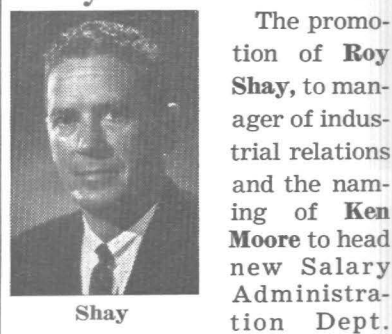 Shay
The promo-
tion of Roy
Shay, to man-
ager of indus-
trial relations
and the nam-
ing of Ken
Moore to head
new Salary
Administra-
tion Dept.